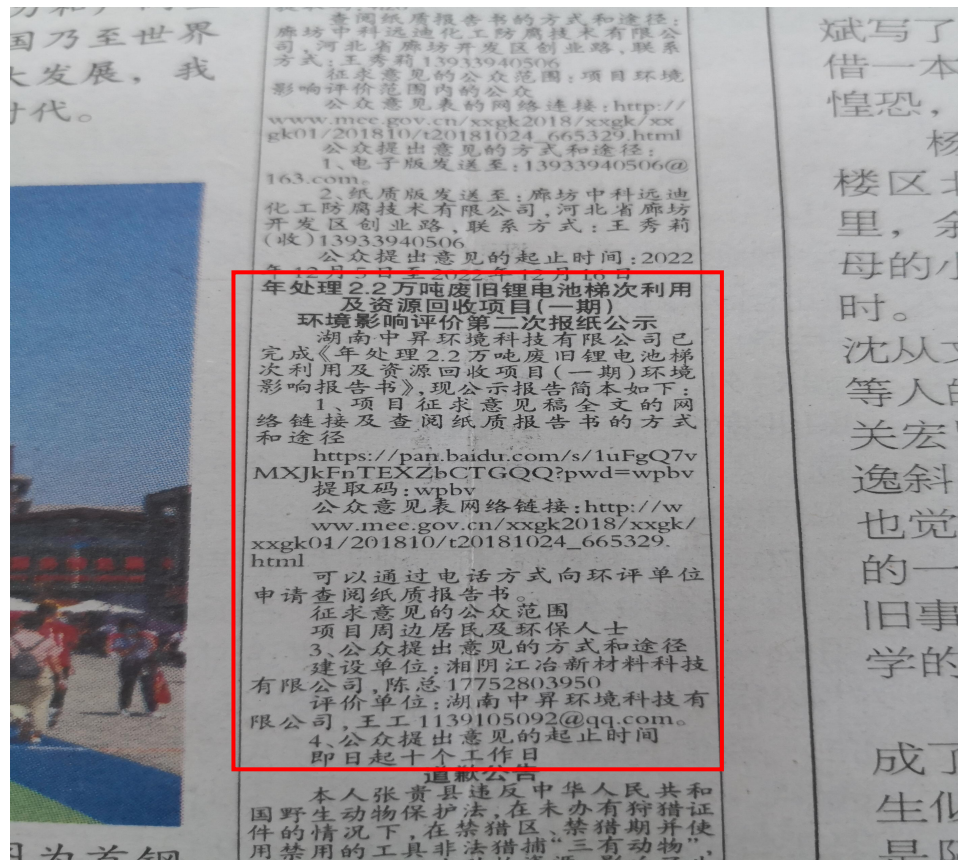 国乃至世界
大发展，我
时代。
查阅纸质报告书的方式和途径:
廊坊中科远迪化工防腐技术有限公
司,河北省廊坊开发区创业路,联系
方式:王秀莉13933940506
征求意见的公众范围:项目环境
影响评价范围内的公众
公众意见表的网络连接:http://
www.mee.gov.cn/xxgk2018/xxgk/xx
gk01/201810/t20181024_665329.html
公众提出意见的方式和途径:
1、电子版发送至:13933940506@
163.com。
2、纸质版发送至:廊坊中科远迪
化工防腐技术有限公司,河北省廊坊
开发区创业路,联系方式:王秀莉
(收)13933940506
公众提出意见的起止时间:2022
年12月5日至2022年12月16日
年处理2.2万吨废旧锂电池梯次利用
及资源回收项目(一期)
环境影响评价第二次报纸公示
湖南中昇环境科技有限公司已
完成《年处理2.2万吨废旧锂电池梯
次利用及资源回收项目(一期)环境
影响报告书》,现公示报告简本如下:
1、项目征求意见稿全文的网
络链接及查阅纸质报告书的方式
和途径
https://pan.baidu.com/s/1uFgQ7v
MXJkFnTEXZbCTGQQ?pwd=wpbv
提取码:wpbv
公众意见表网络链接:http://w
ww.mee.gov.cn/xxgk2018/xxgk/
xxgk01/201810/t20181024_665329.
html
可以通过电话方式向环评单位
申请查阅纸质报告书。
征求意见的公众范围
项目周边居民及环保人士
3、公众提出意见的方式和途径
建设单位:湘阴江冶新材料科技
有限公司,陈总17752803950
评价单位:湖南中昇环境科技有
限公司,王工1139105092@qq.com。
4、公众提出意见的起止时间
即日起十个工作日
道歉公告
本人张贵县违反中华人民共和
国野生动物保护法,在未办有狩猎证
件的情况下,在禁猎区、禁猎期并使
用禁用的工具非法猎捕“三有动物”,
斌写了
借一本
惶恐，
杨
楼区北
里，余
母的小
时。
沈从文
等人的
关宏
逸斜
也觉
的一
旧事
学的
成了
生似